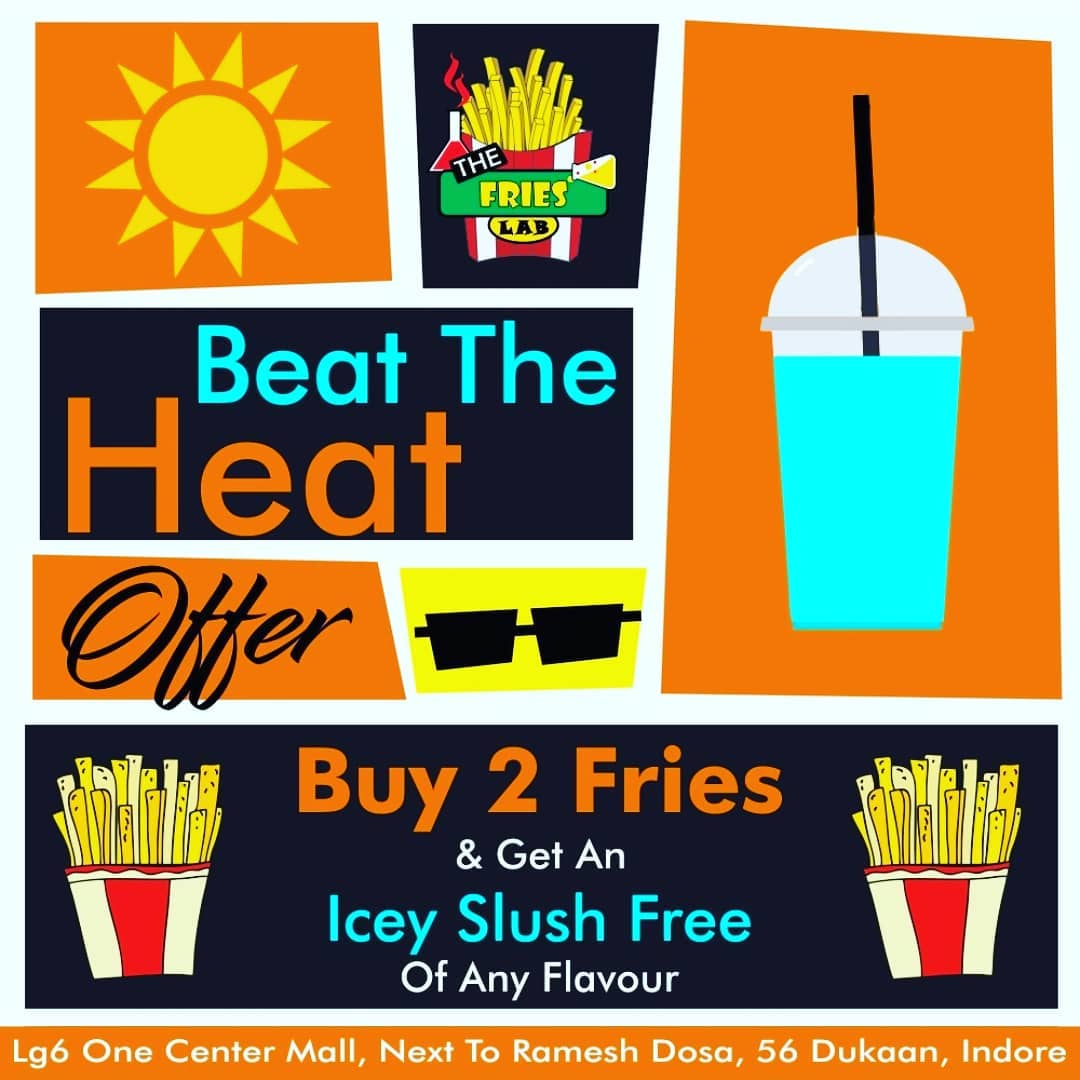 THE
FRIES
LAB
Beat The
Heat
Offer
Buy 2 Fries
& Get An
Icey Slush Free
Of Any Flavour
Lg6 One Center Mall, Next To Ramesh Dosa, 56 Dukaan, Indore